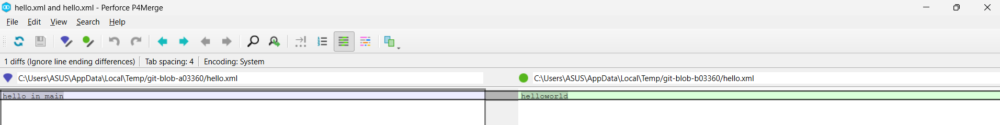 hello.xml and hello.xml - Perforce P4Merge
File Edit View Search Help
1 diffs (Ignore line ending differences) Tab spacing: 4 Encoding: System
C:\Users\ASUS\AppData\Local\Temp/git-blob-a03360/hello.xml C:\Users\ASUS\AppData\Local\Temp/git-blob-b03360/hello.xml
hello in main helloworld